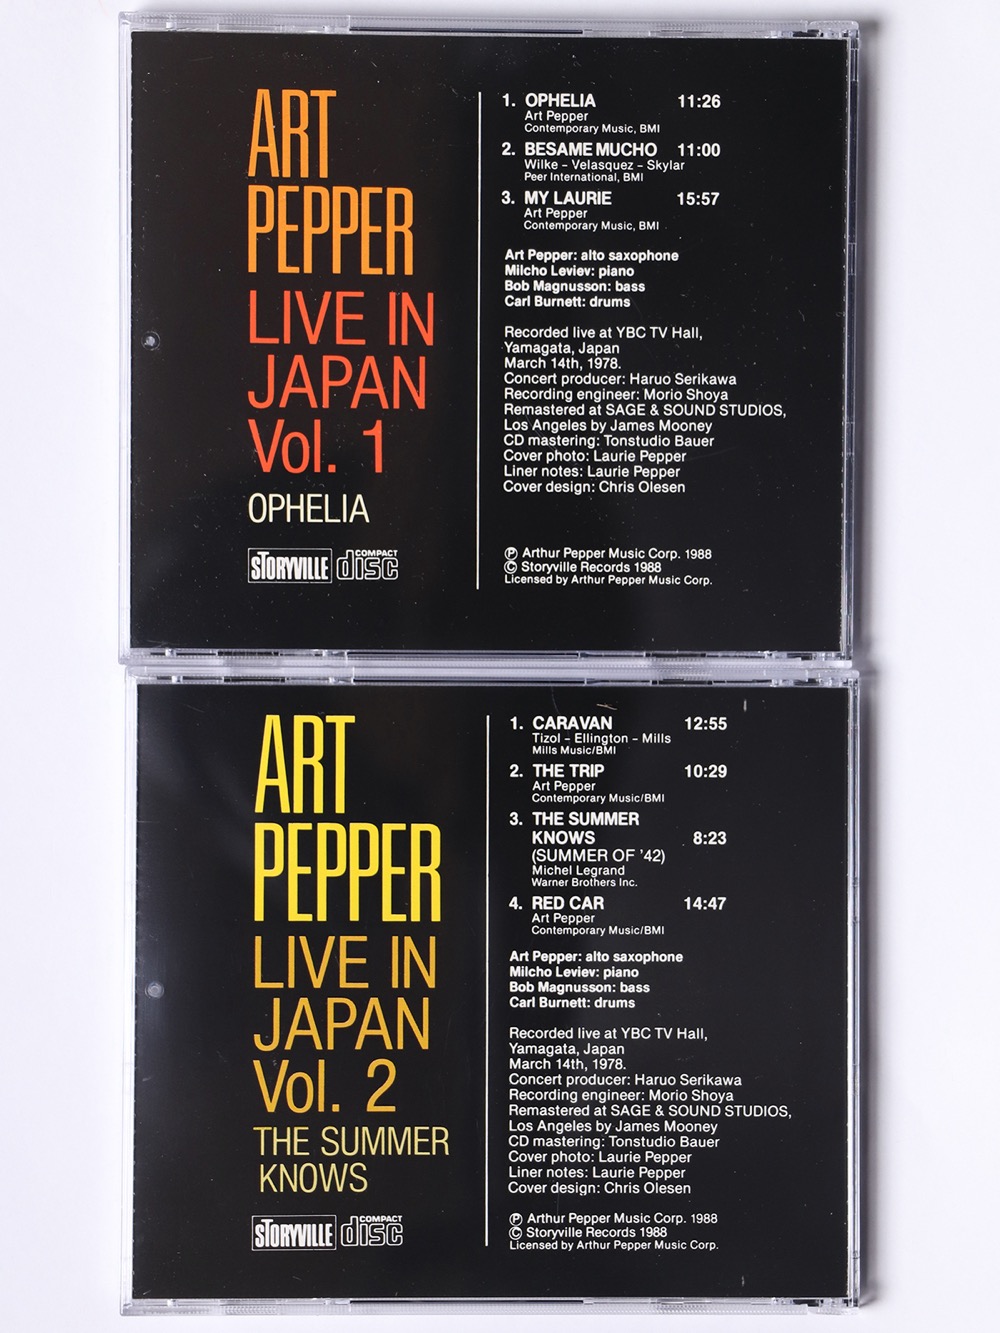 ART
PEPPER
LIVE IN
JAPAN
Vol. 1
OPHELIA
STORYVILLE COMPACT disc
1. OPHELIA 11:26
Art Pepper
Contemporary Music, BMI
2. BESAME MUCHO 11:00
Wilke - Velasquez - Skylar
Peer International, BMI
3. MY LAURIE 15:57
Art Pepper
Contemporary Music, BMI
Art Pepper: alto saxophone
Milcho Leviev: piano
Bob Magnusson: bass
Carl Burnett: drums
Recorded live at YBC TV Hall,
Yamagata, Japan
March 14th, 1978.
Concert producer: Haruo Serikawa
Recording engineer: Morio Shoya
Remastered at SAGE & SOUND STUDIOS,
Los Angeles by James Mooney
CD mastering: Tonstudio Bauer
Cover photo: Laurie Pepper
Liner notes: Laurie Pepper
Cover design: Chris Olesen
℗ Arthur Pepper Music Corp. 1988
© Storyville Records 1988
Licensed by Arthur Pepper Music Corp.
ART
PEPPER
LIVE IN
JAPAN
Vol. 2
THE SUMMER
KNOWS
STORYVILLE COMPACT disc
1. CARAVAN 12:55
Tizol - Ellington - Mills
Mills Music/BMI
2. THE TRIP 10:29
Art Pepper
Contemporary Music/BMI
3. THE SUMMER
KNOWS 8:23
(SUMMER OF '42)
Michel Legrand
Warner Brothers Inc.
4. RED CAR 14:47
Art Pepper
Contemporary Music/BMI
Art Pepper: alto saxophone
Milcho Leviev: piano
Bob Magnusson: bass
Carl Burnett: drums
Recorded live at YBC TV Hall,
Yamagata, Japan
March 14th, 1978.
Concert producer: Haruo Serikawa
Recording engineer: Morio Shoya
Remastered at SAGE & SOUND STUDIOS,
Los Angeles by James Mooney
CD mastering: Tonstudio Bauer
Cover photo: Laurie Pepper
Liner notes: Laurie Pepper
Cover design: Chris Olesen
℗ Arthur Pepper Music Corp. 1988
© Storyville Records 1988
Licensed by Arthur Pepper Music Corp.